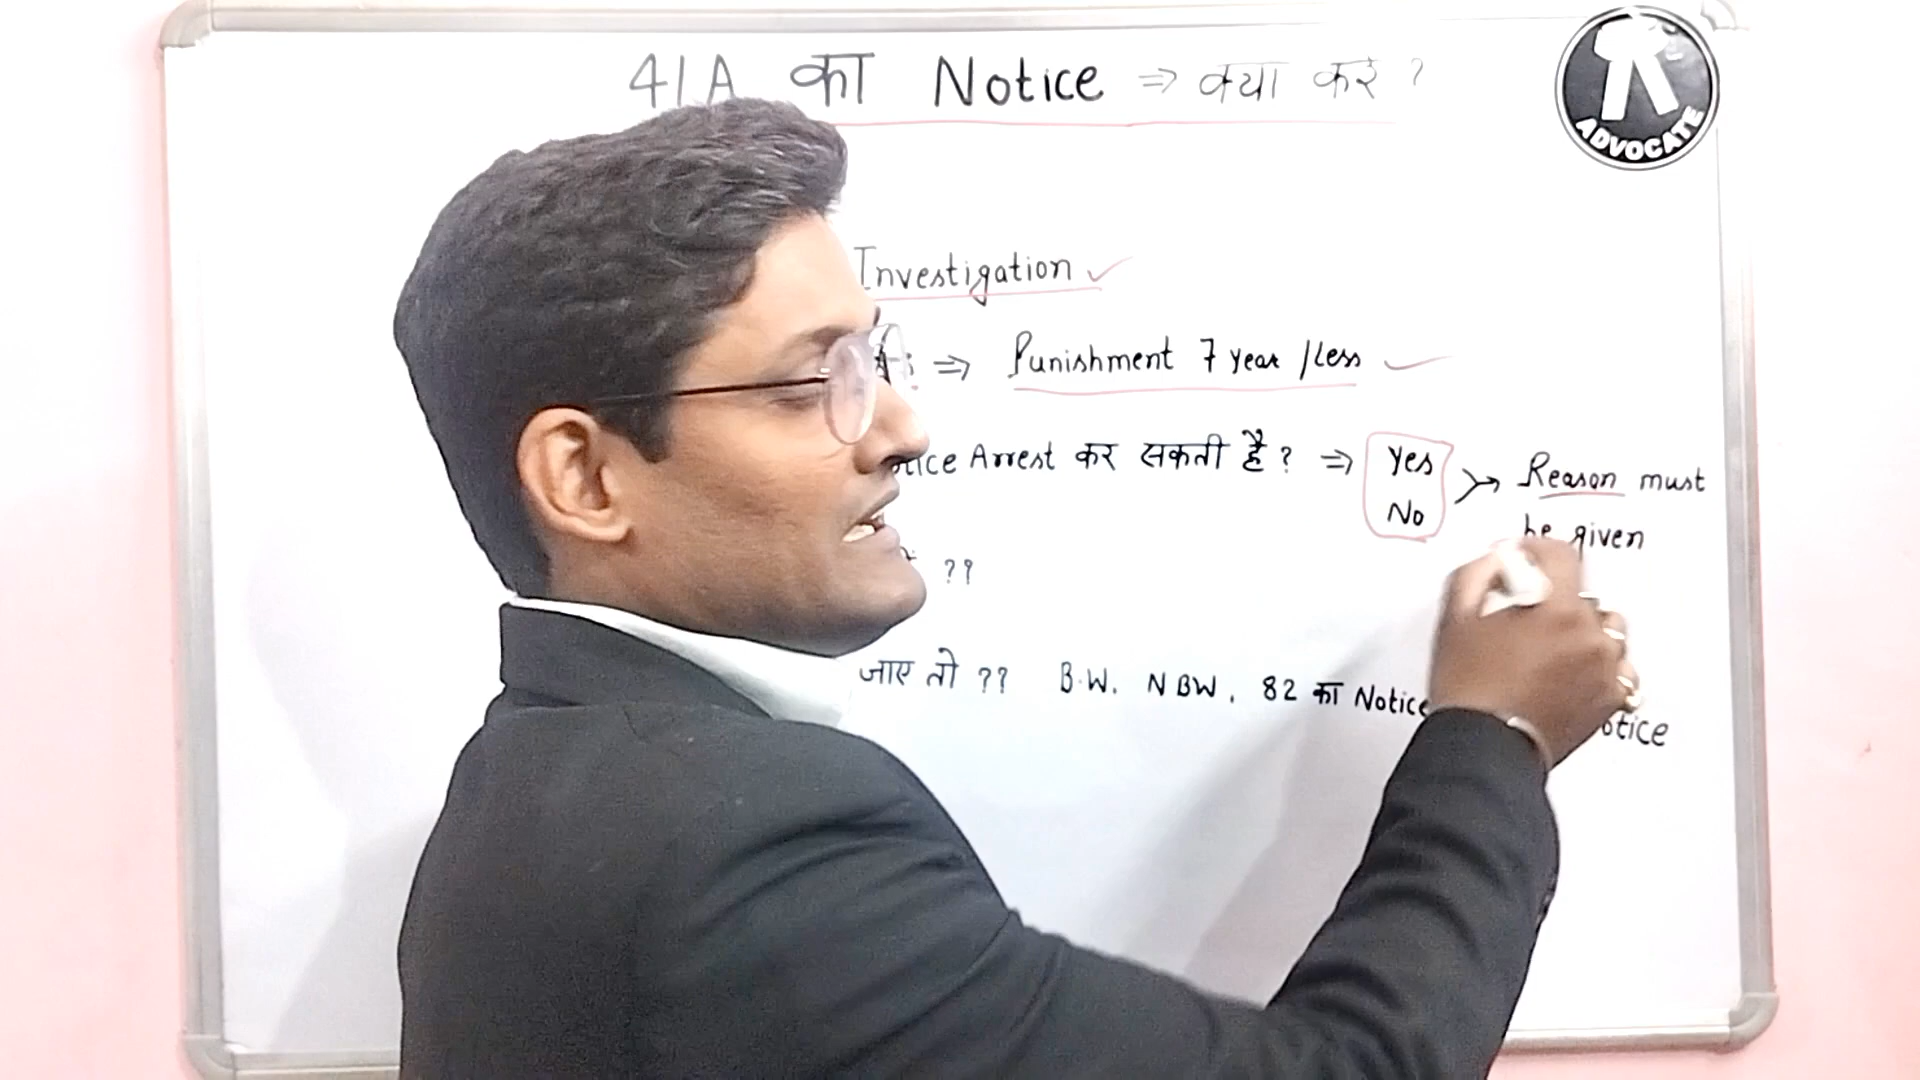 41A का Notice ⇒ क्या करे ?
ADVOCATE
Investigation ✓
⇒ Punishment 7 year /Less ✓
Arrest कर सकती है ? ⇒ Yes No → Reason must be given
??
जाए तो ?? B.W. NBW. 82 का Notice